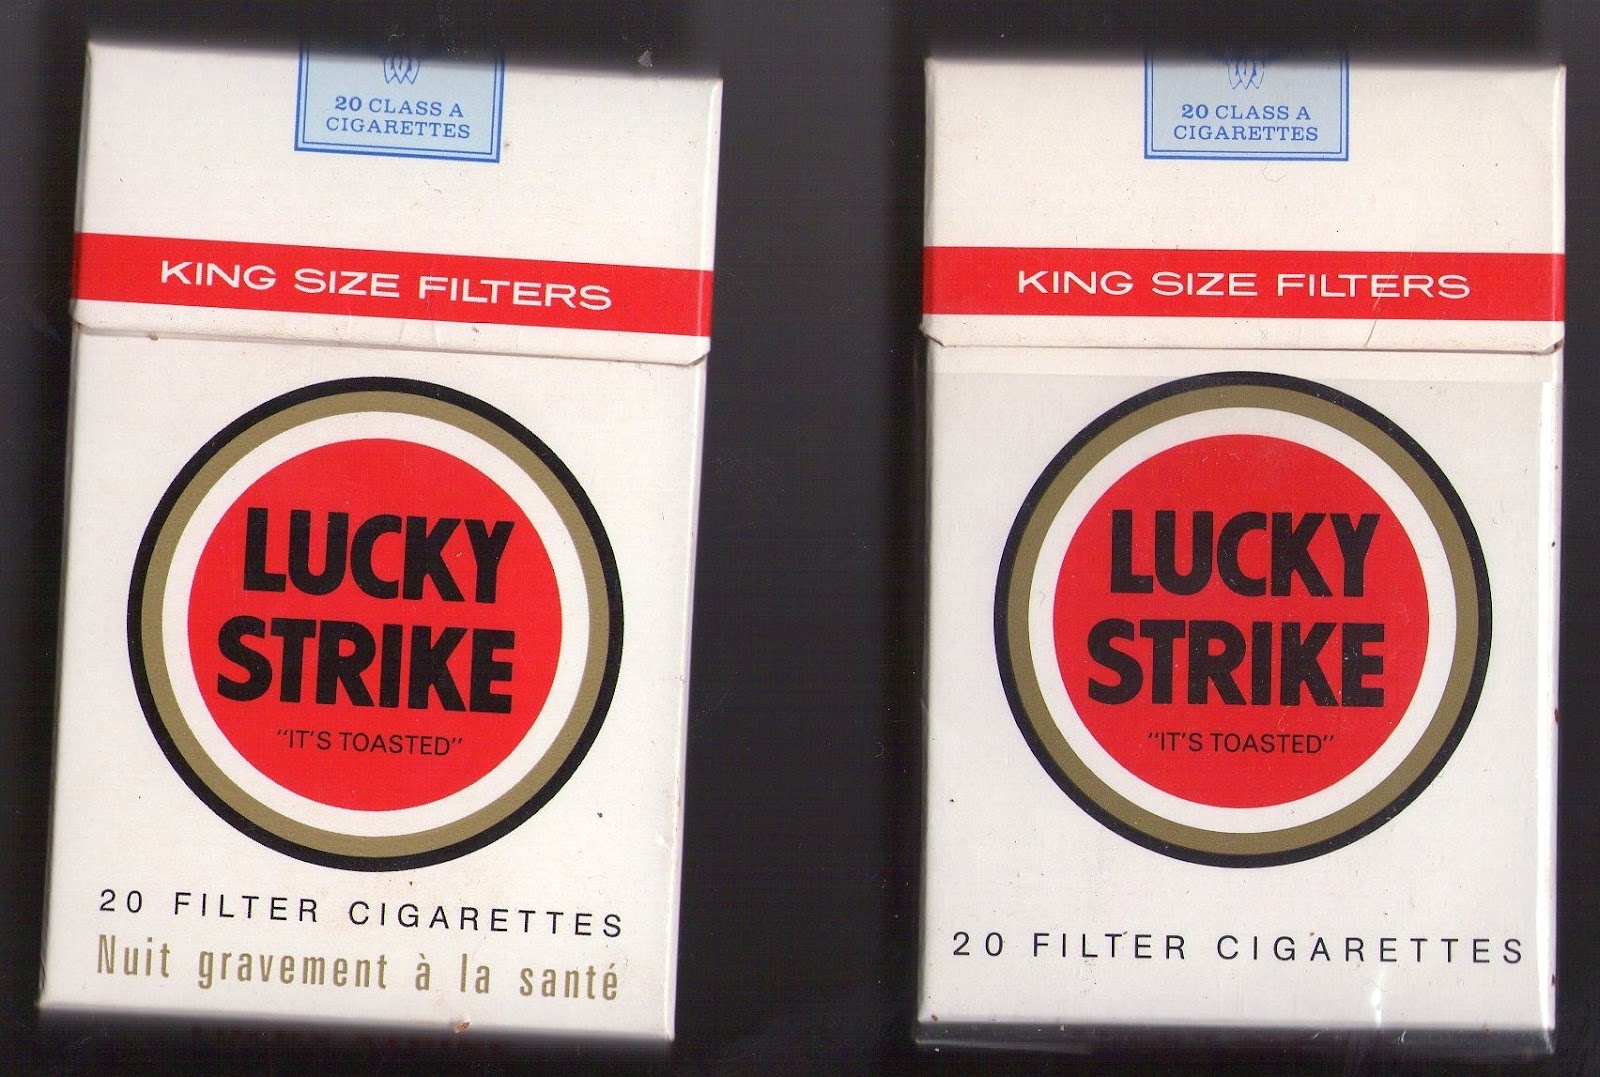 20 CLASS A
CIGARETTES
KING SIZE FILTERS
LUCKY
STRIKE
"IT'S TOASTED"
20 FILTER CIGARETTES
Nuit gravement à la santé
20 CLASS A
CIGARETTES
KING SIZE FILTERS
LUCKY
STRIKE
"IT'S TOASTED"
20 FILTER CIGARETTES